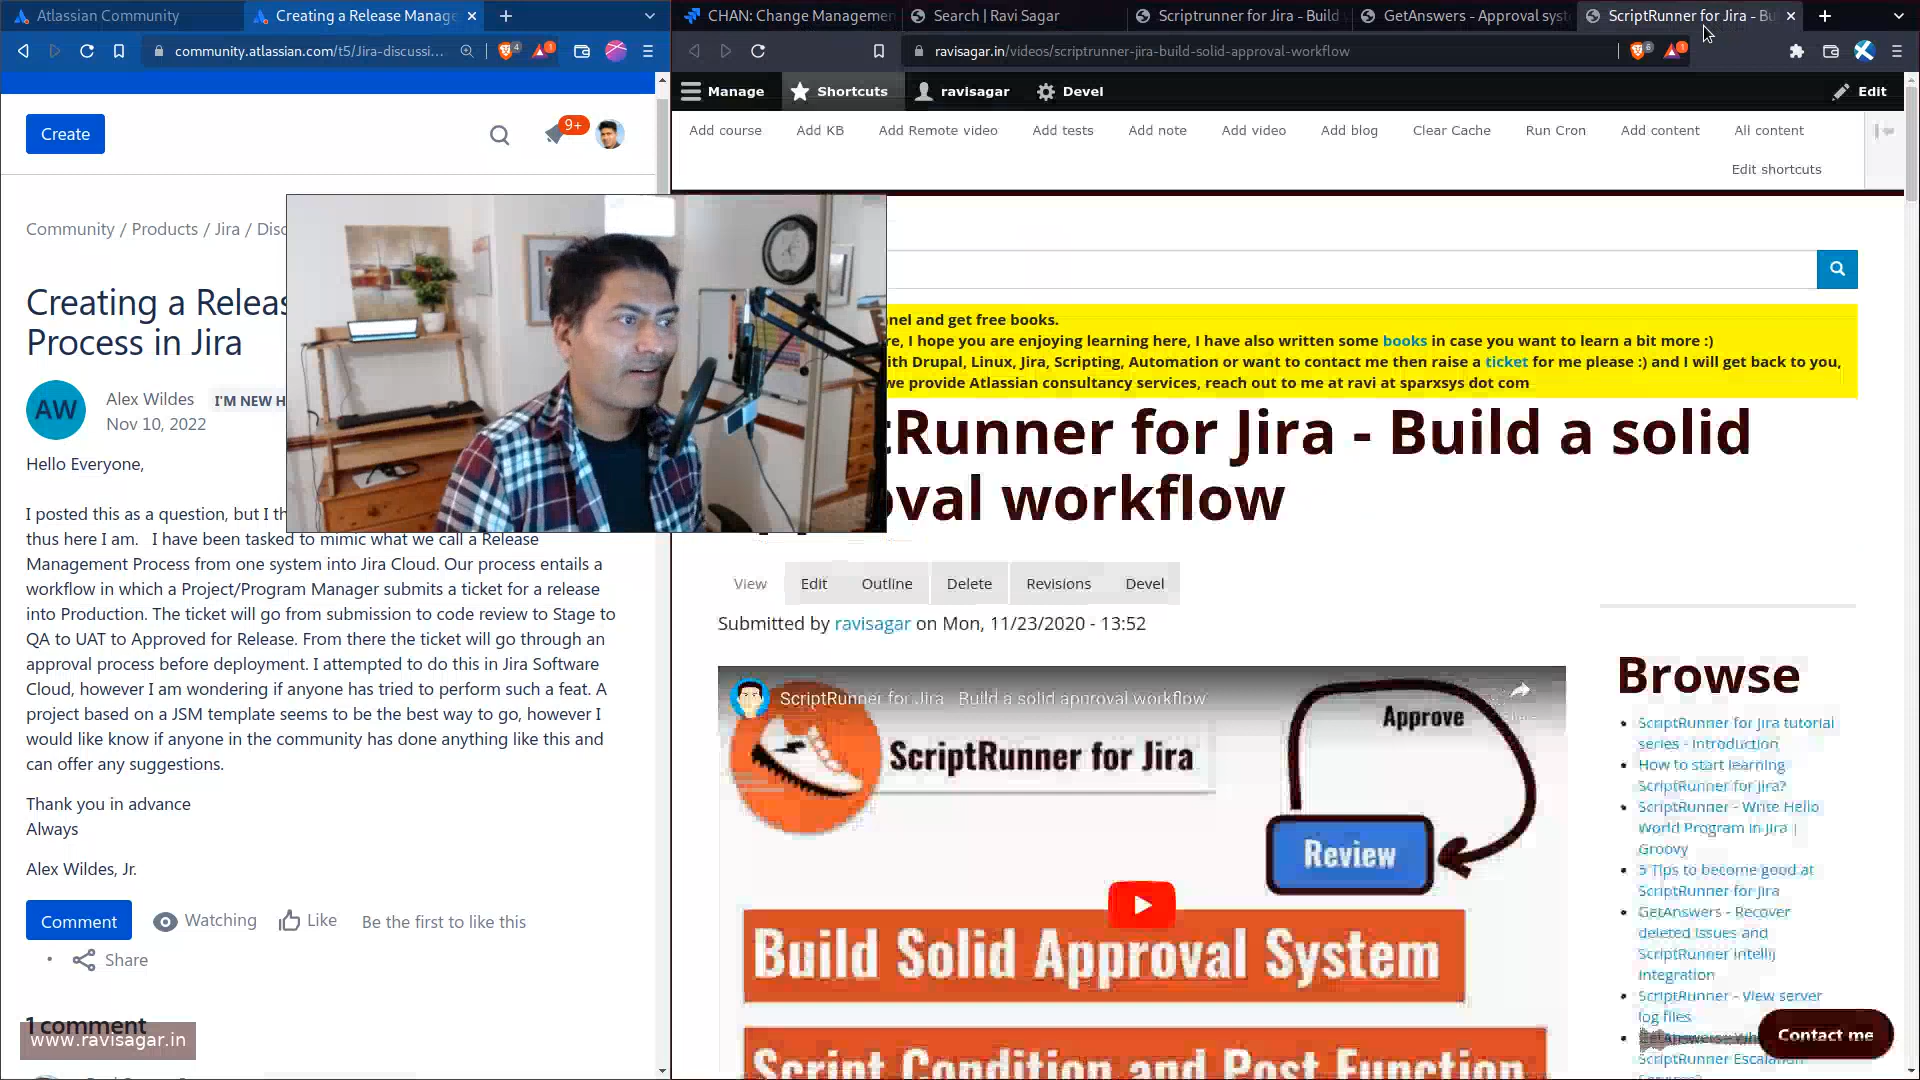 Atlassian Community
Creating a Release Manage
community.atlassian.com/t5/Jira-discussi...
4
1
Create
9+
Community / Products / Jira / Disc
Creating a Releas
Process in Jira
AW
Alex Wildes
I'M NEW H
Nov 10, 2022
Hello Everyone,
I posted this as a question, but I th
thus here I am. I have been tasked to mimic what we call a Release
Management Process from one system into Jira Cloud. Our process entails a
workflow in which a Project/Program Manager submits a ticket for a release
into Production. The ticket will go from submission to code review to Stage to
QA to UAT to Approved for Release. From there the ticket will go through an
approval process before deployment. I attempted to do this in Jira Software
Cloud, however I am wondering if anyone has tried to perform such a feat. A
project based on a JSM template seems to be the best way to go, however I
would like know if anyone in the community has done anything like this and
can offer any suggestions.
Thank you in advance
Always
Alex Wildes, Jr.
Comment
Watching
Like
Be the first to like this
Share
1 comment
www.ravisagar.in
CHAN: Change Managemen
Search | Ravi Sagar
Scriptrunner for Jira - Build
GetAnswers - Approval syst
ScriptRunner for Jira - Bu
ravisagar.in/videos/scriptrunner-jira-build-solid-approval-workflow
6
1
Manage
Shortcuts
ravisagar
Devel
Edit
Add course
Add KB
Add Remote video
Add tests
Add note
Add video
Add blog
Clear Cache
Run Cron
Add content
All content
Edit shortcuts
nel and get free books.
re, I hope you are enjoying learning here, I have also written some books in case you want to learn a bit more :)
ith Drupal, Linux, Jira, Scripting, Automation or want to contact me then raise a ticket for me please :) and I will get back to you,
we provide Atlassian consultancy services, reach out to me at ravi at sparxsys dot com
tRunner for Jira - Build a solid
oval workflow
View
Edit
Outline
Delete
Revisions
Devel
Submitted by ravisagar on Mon, 11/23/2020 - 13:52
ScriptRunner for Jira - Build a solid approval workflow
ScriptRunner for Jira
Approve
Review
Build Solid Approval System
Script Condition and Post Function
Browse
ScriptRunner for Jira tutorial
series - Introduction
How to start learning
ScriptRunner for Jira?
ScriptRunner - Write Hello
World Program in Jira |
Groovy
5 Tips to become good at
ScriptRunner for Jira
GetAnswers - Recover
deleted issues and
ScriptRunner Intellij
Integration
ScriptRunner - View server
log files
ScriptRunner Escalation
Contact me